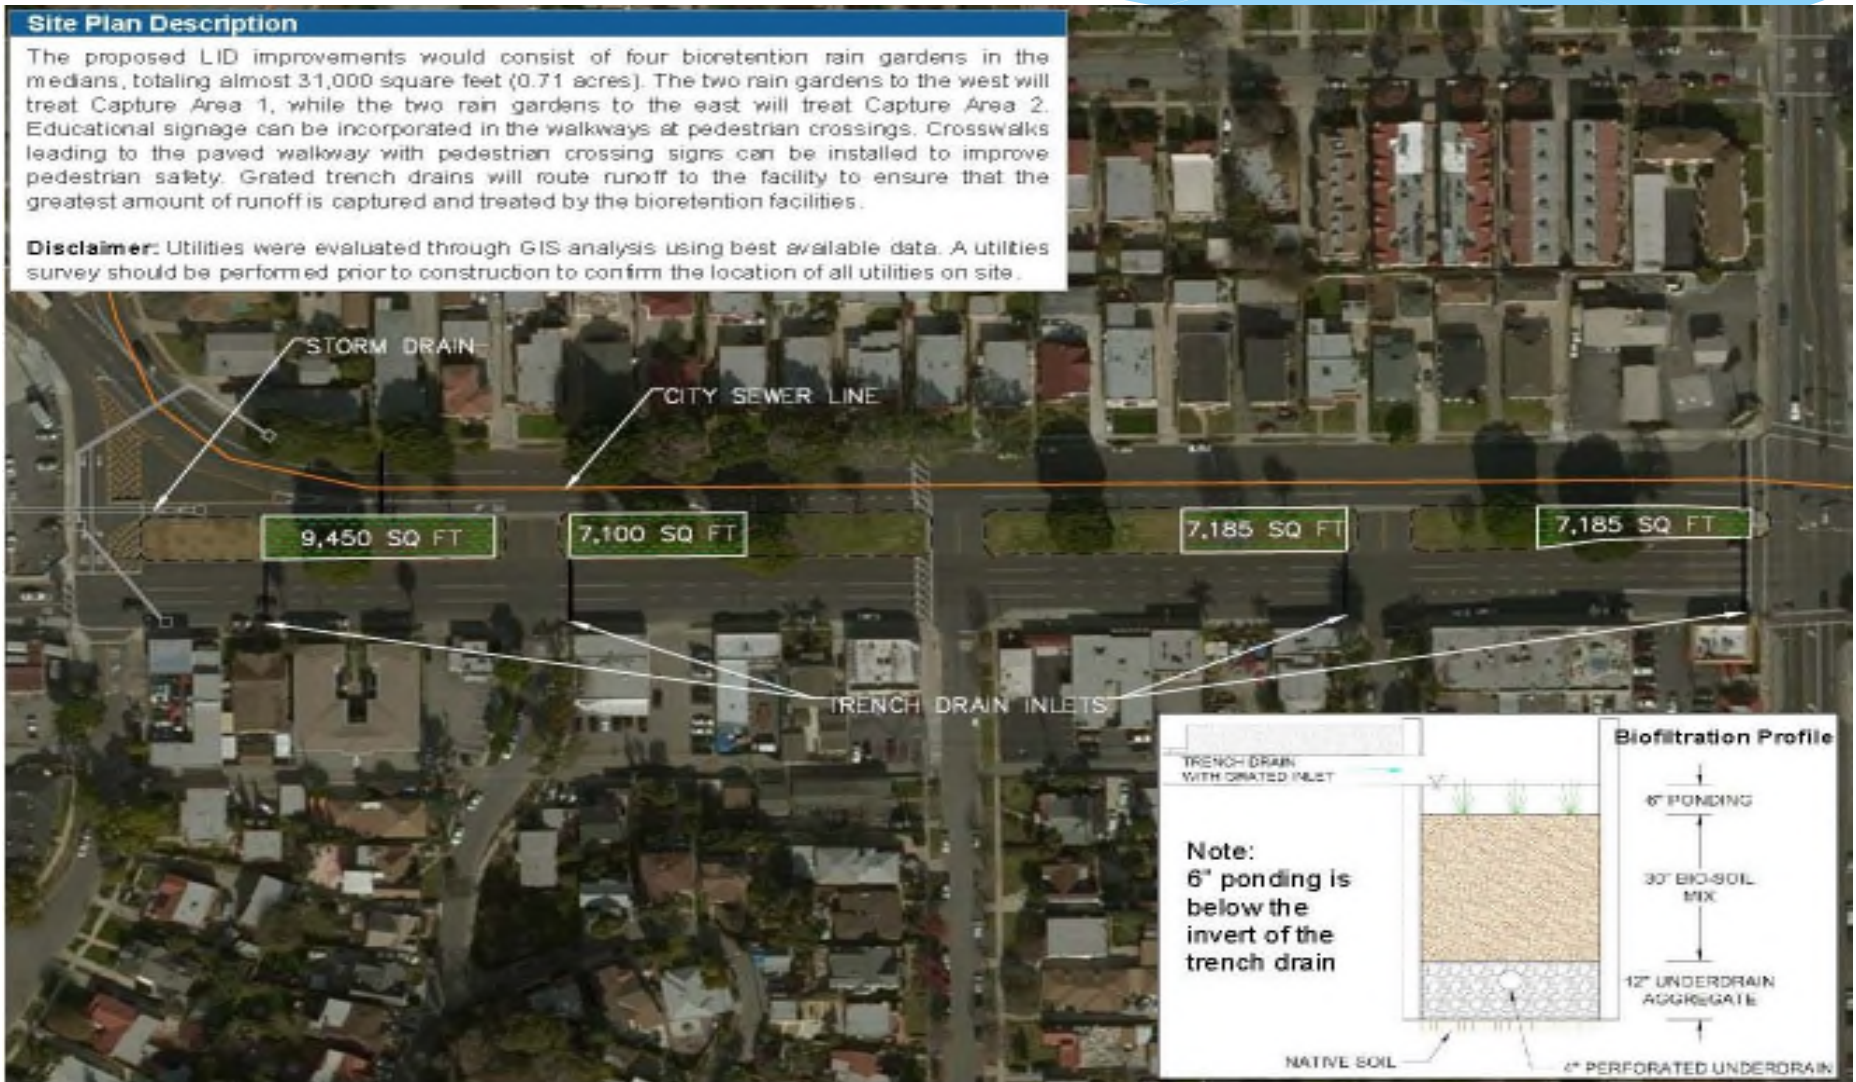 Site Plan Description
The proposed LID improvements would consist of four bioretention rain gardens in the
medians, totaling almost 31,000 square feet (0.71 acres). The two rain gardens to the west will
treat Capture Area 1, while the two rain gardens to the east will treat Capture Area 2.
Educational signage can be incorporated in the walkways at pedestrian crossings. Crosswalks
leading to the paved walkway with pedestrian crossing signs can be installed to improve
pedestrian safety. Grated trench drains will route runoff to the facility to ensure that the
greatest amount of runoff is captured and treated by the bioretention facilities.
Disclaimer: Utilities were evaluated through GIS analysis using best available data. A utilities
survey should be performed prior to construction to confirm the location of all utilities on site.
STORM DRAIN
CITY SEWER LINE
9,450 SQ FT
7,100 SQ FT
7,185 SQ FT
7,185 SQ FT
TRENCH DRAIN INLETS
Biofiltration Profile
TRENCH DRAIN
WITH GRATED INLET
6" PONDING
Note:
6" ponding is
below the
invert of the
trench drain
30" BIO-SOIL
MIX
12" UNDERDRAIN
AGGREGATE
NATIVE SOIL
4" PERFORATED UNDERDRAIN